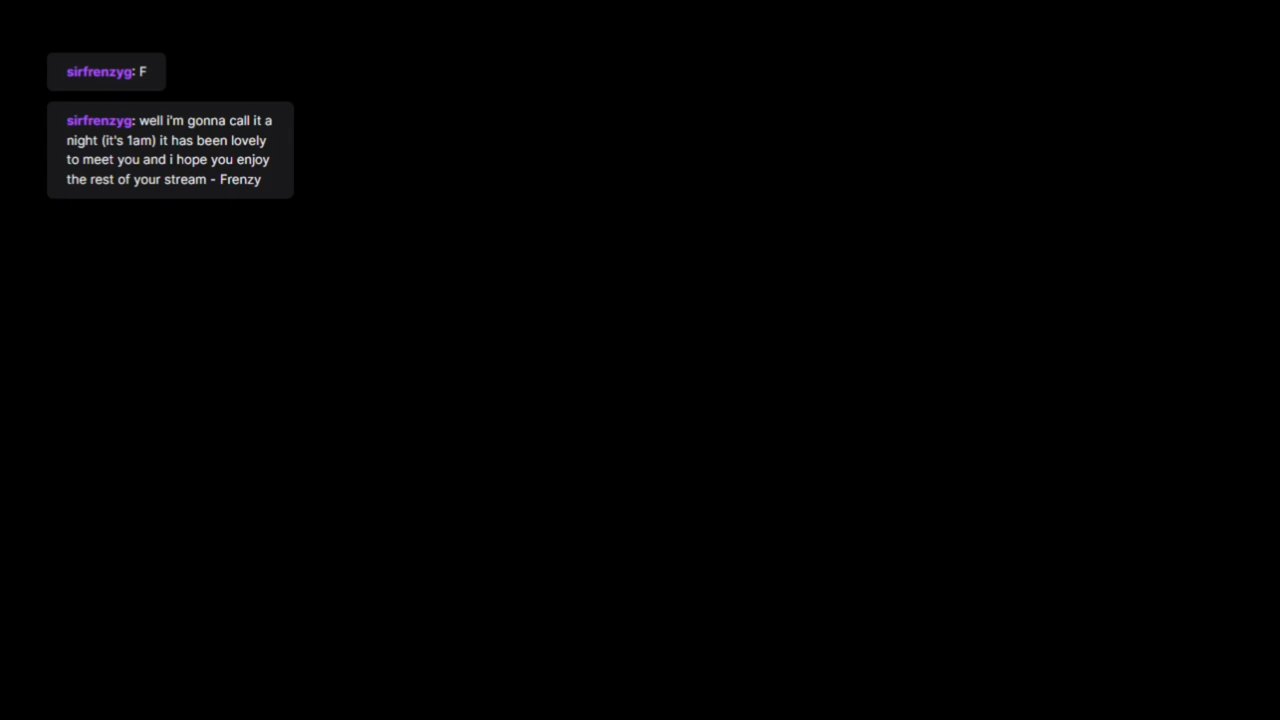 sirfrenzyg: F
sirfrenzyg: well i'm gonna call it a
night (it's 1am) it has been lovely
to meet you and i hope you enjoy
the rest of your stream - Frenzy